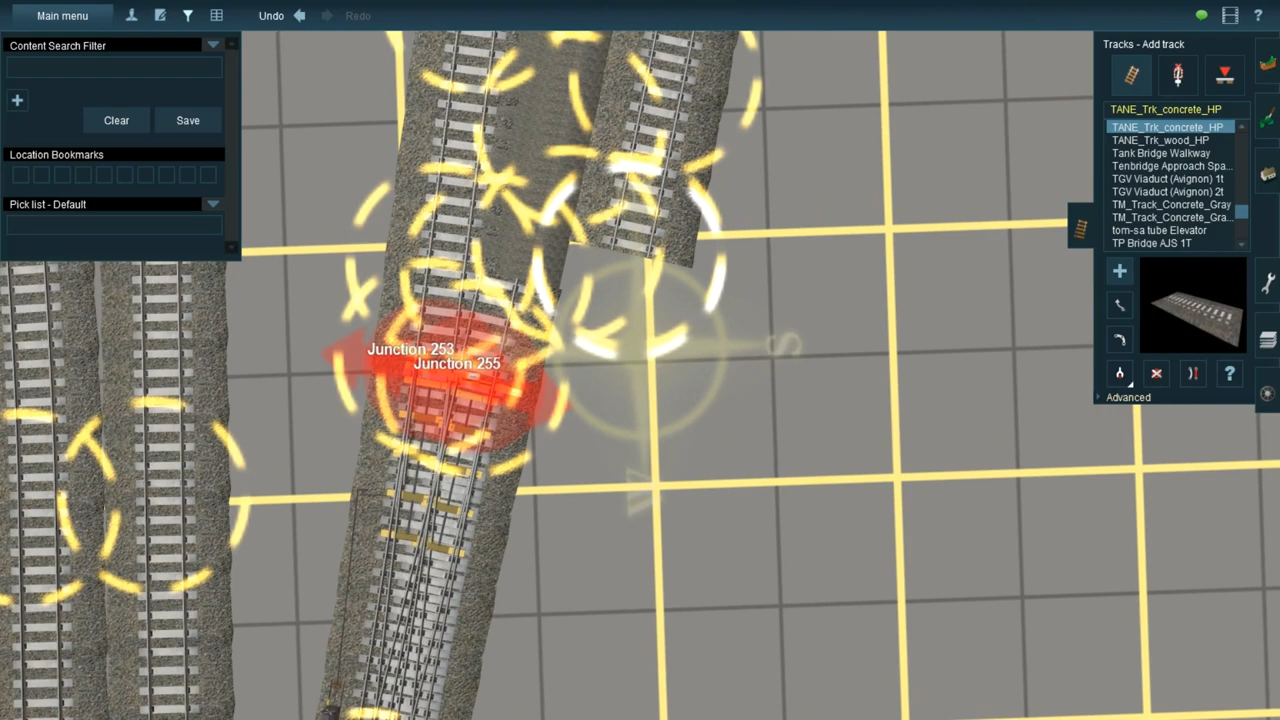 Main menu
Undo
Redo
?
Content Search Filter
Clear
Save
Location Bookmarks
Pick list - Default
Junction 253
Junction 255
S
W
Tracks - Add track
TANE_Trk_concrete_HP
TANE_Trk_concrete_HP
TANE_Trk_wood_HP
Tank Bridge Walkway
Tenbridge Approach Spa...
TGV Viaduct (Avignon) 1t
TGV Viaduct (Avignon) 2t
TM_Track_Concrete_Gray
TM_Track_Concrete_Gra...
tom-sa tube Elevator
TP Bridge AJS 1T
?
Advanced